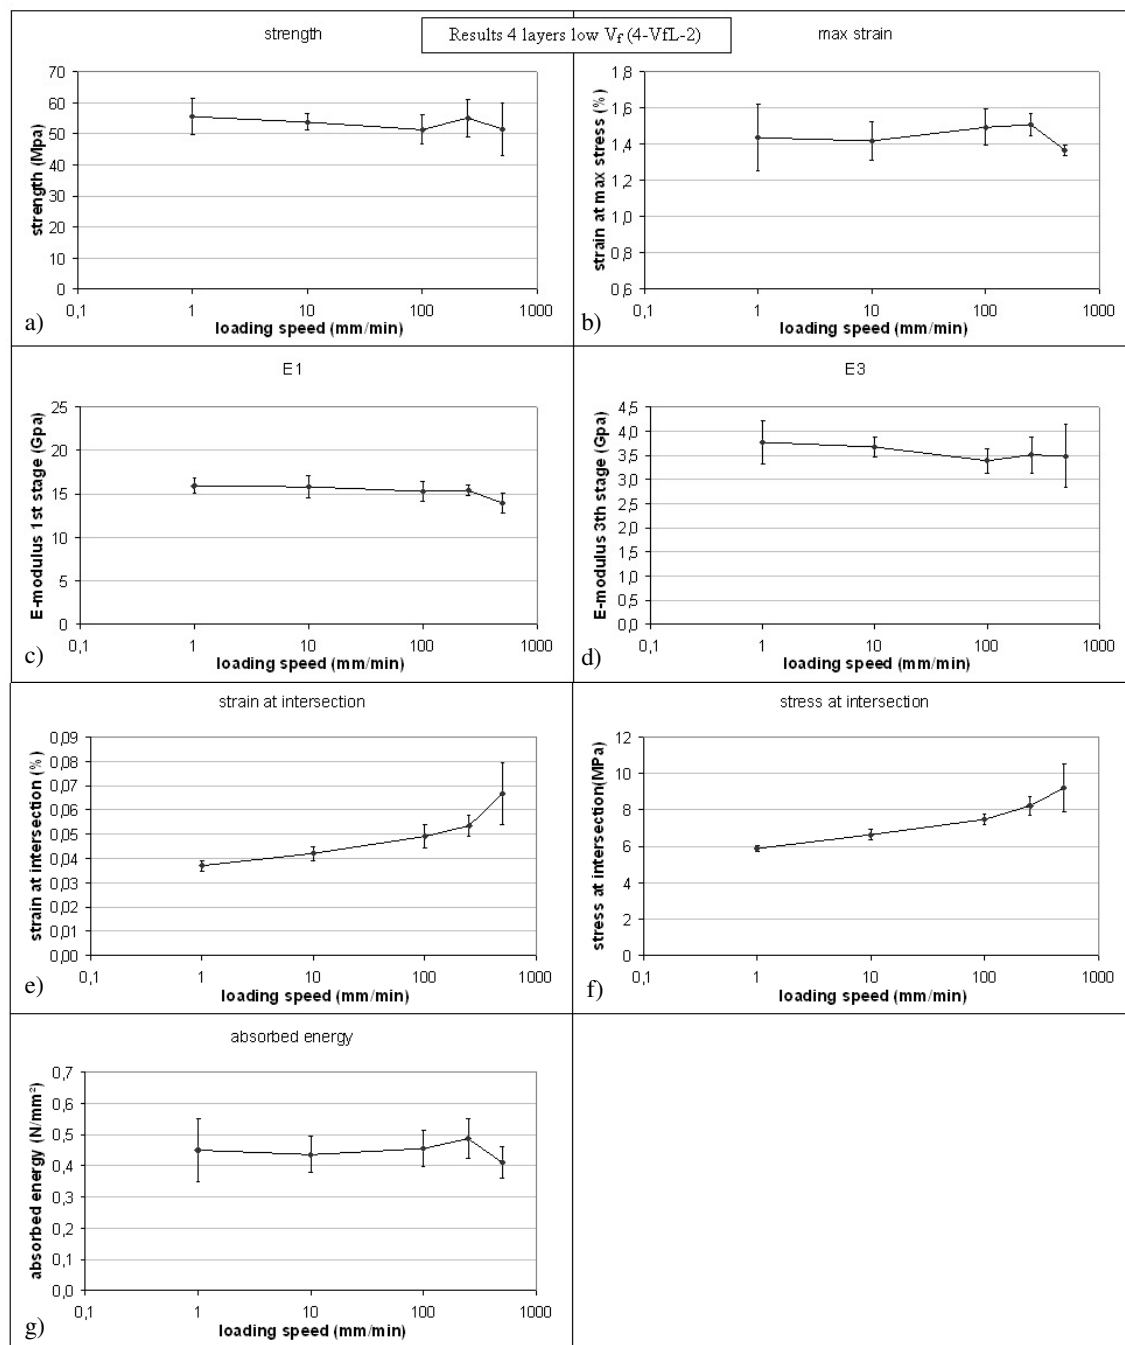 Results 4 layers low Vf (4-VfL-2)
strength
70
60
50
40
30
20
10
0
strength (Mpa)
0,1 1 10 100 1000
loading speed (mm/min)
a)
max strain
1,8
1,6
1,4
1,2
1,0
0,8
0,6
strain at max stress (%)
0,1 1 10 100 1000
loading speed (mm/min)
b)
E1
25
20
15
10
5
0
E-modulus 1st stage (Gpa)
0,1 1 10 100 1000
loading speed (mm/min)
c)
E3
4,5
4,0
3,5
3,0
2,5
2,0
1,5
1,0
0,5
0,0
E-modulus 3th stage (Gpa)
0,1 1 10 100 1000
loading speed (mm/min)
d)
strain at intersection
0,09
0,08
0,07
0,06
0,05
0,04
0,03
0,02
0,01
0,00
strain at intersection (%)
0,1 1 10 100 1000
loading speed (mm/min)
e)
stress at intersection
12
10
8
6
4
2
0
stress at intersection(MPa)
0,1 1 10 100 1000
loading speed (mm/min)
f)
absorbed energy
0,7
0,6
0,5
0,4
0,3
0,2
0,1
0,0
absorbed energy (N/mm²)
0,1 1 10 100 1000
loading speed (mm/min)
g)